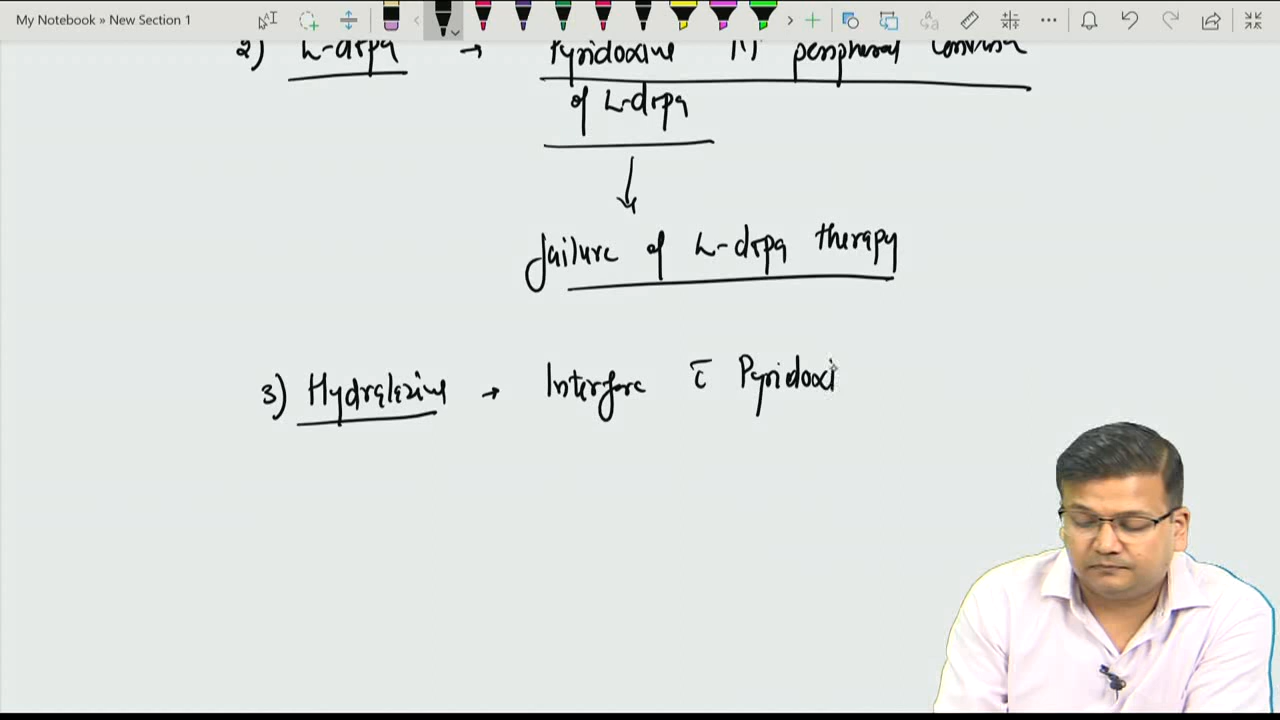 My Notebook » New Section 1
2) L-dopa → Pyridoxine (↑) peripheral
of L-dopa
↓
failure of L-dopa therapy
3) Hydralazine → Interfere c̄ Pyridoxi